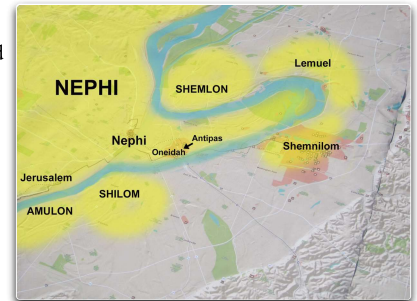 d
Lemuel
NEPHI
SHEMLON
Nephi
Antipas
Oneidah
Shemnilom
Jerusalem
SHILOM
AMULON